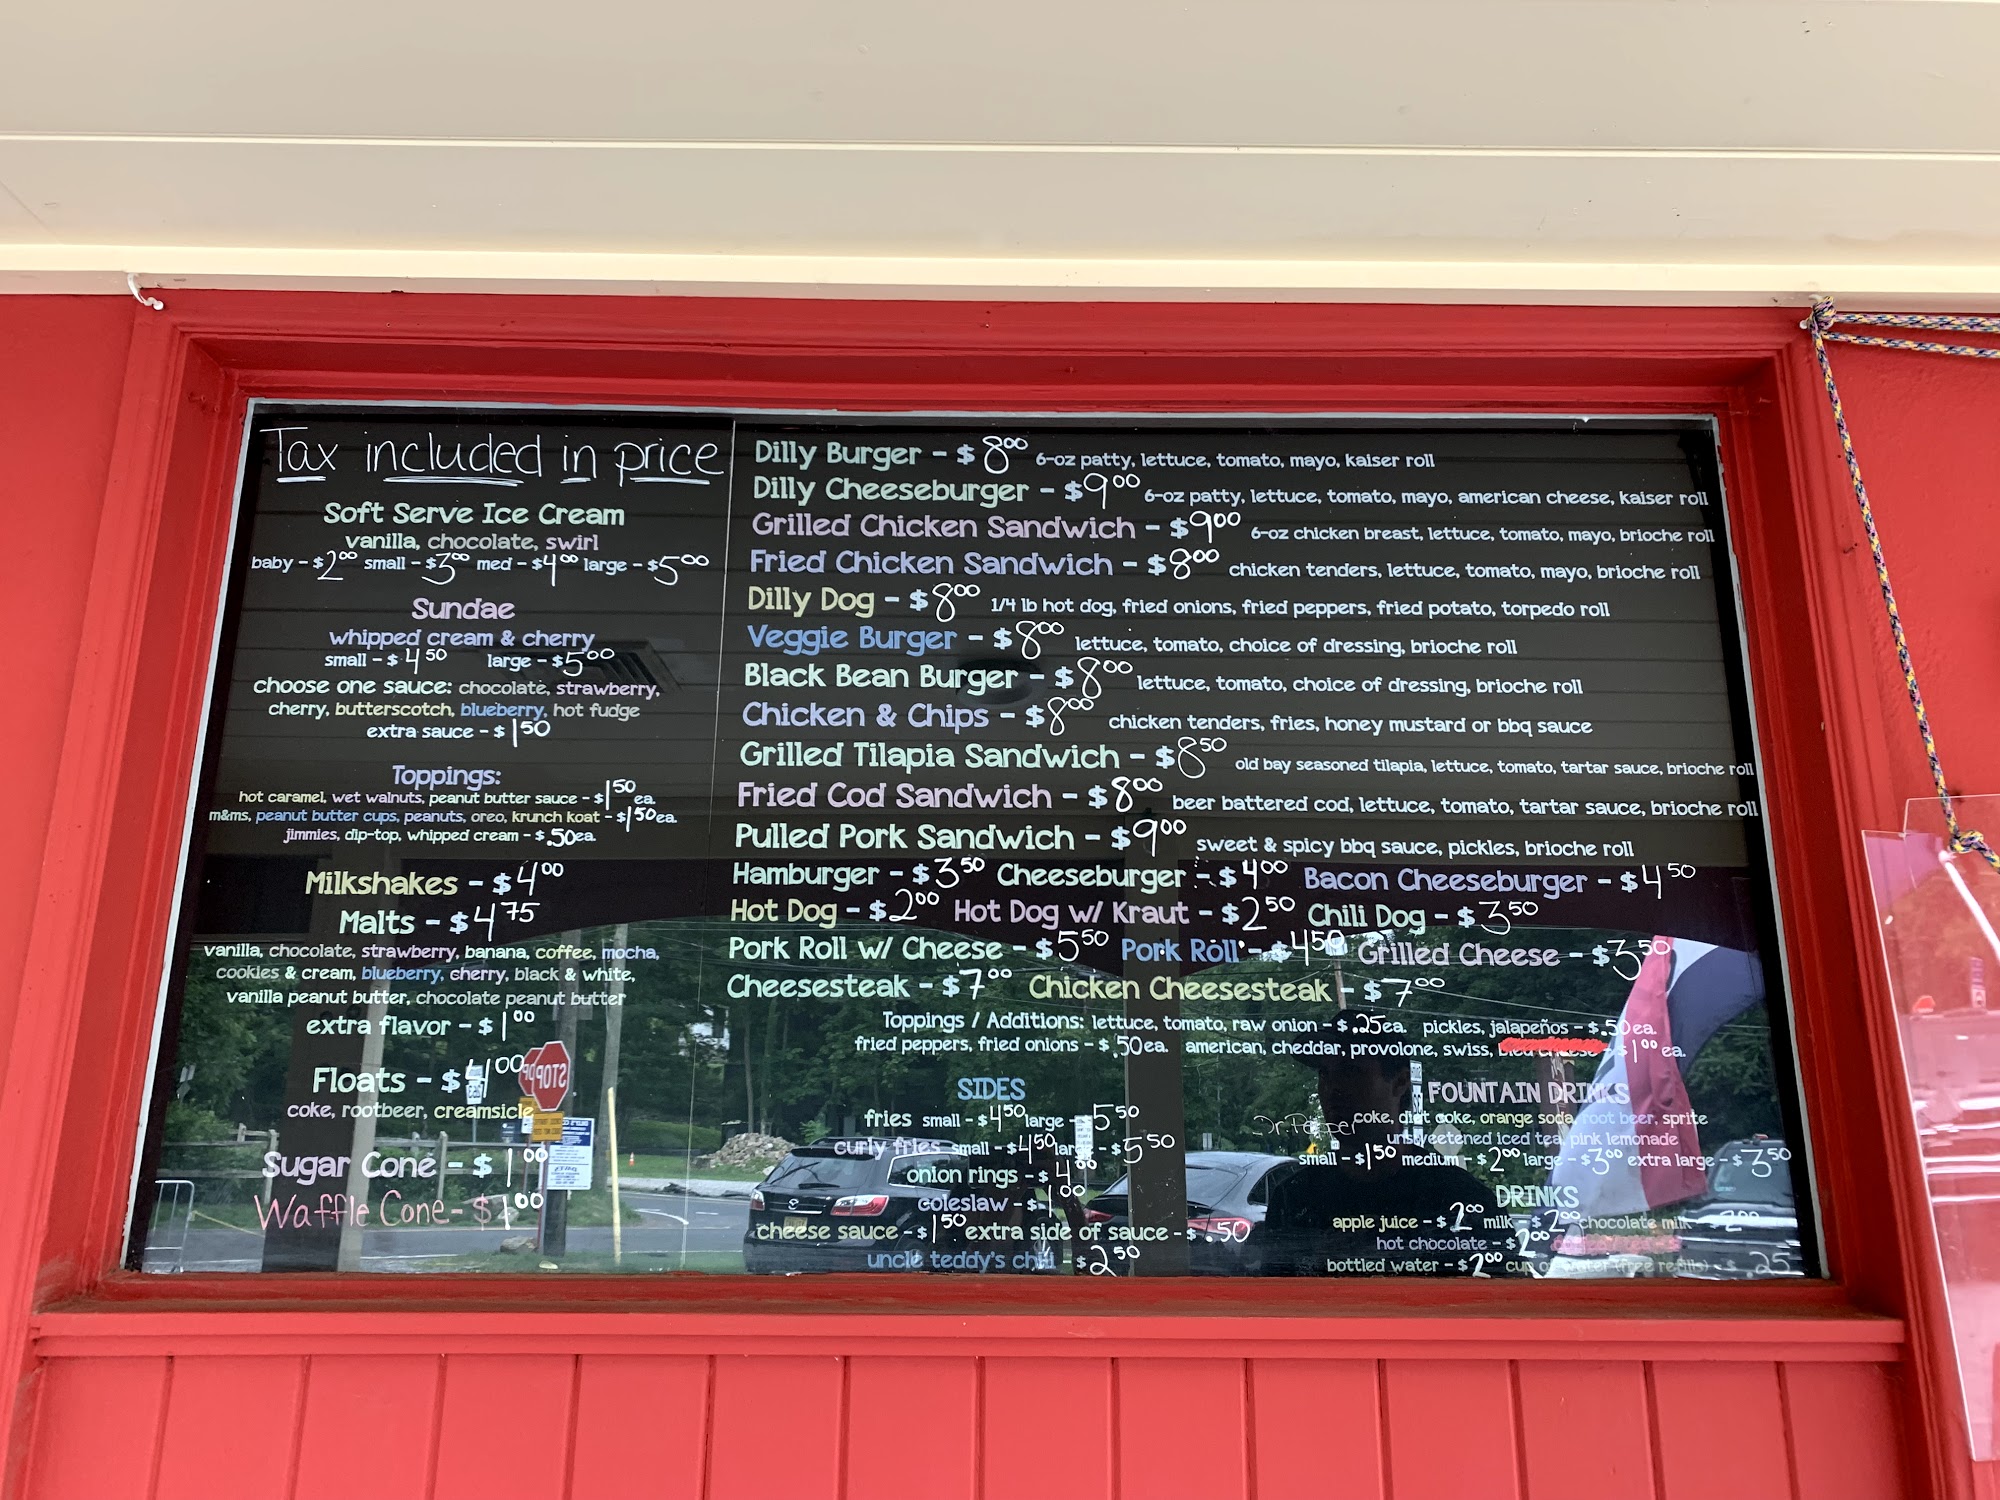 Tax included in price
Soft Serve Ice Cream
vanilla, chocolate, swirl
baby - $2.00 small - $3.00 med - $4.00 large - $5.00
Sundae
whipped cream & cherry
small - $4.50 large - $5.00
choose one sauce: chocolate, strawberry,
cherry, butterscotch, blueberry, hot fudge
extra sauce - $1.50
Toppings:
hot caramel, wet walnuts, peanut butter sauce - $1.50 ea.
m&ms, peanut butter cups, peanuts, oreo, krunch koat - $1.50 ea.
jimmies, dip-top, whipped cream - $.50 ea.
Milkshakes - $4.00
Malts - $4.75
vanilla, chocolate, strawberry, banana, coffee, mocha,
cookies & cream, blueberry, cherry, black & white,
vanilla peanut butter, chocolate peanut butter
extra flavor - $1.00
Floats - $4.00
coke, rootbeer, creamsicle
Sugar Cone - $1.00
Waffle Cone - $1.00
Dilly Burger - $8.00 6-oz patty, lettuce, tomato, mayo, kaiser roll
Dilly Cheeseburger - $9.00 6-oz patty, lettuce, tomato, mayo, american cheese, kaiser roll
Grilled Chicken Sandwich - $9.00 6-oz chicken breast, lettuce, tomato, mayo, brioche roll
Fried Chicken Sandwich - $8.00 chicken tenders, lettuce, tomato, mayo, brioche roll
Dilly Dog - $8.00 1/4 lb hot dog, fried onions, fried peppers, fried potato, torpedo roll
Veggie Burger - $8.00 lettuce, tomato, choice of dressing, brioche roll
Black Bean Burger - $8.00 lettuce, tomato, choice of dressing, brioche roll
Chicken & Chips - $8.00 chicken tenders, fries, honey mustard or bbq sauce
Grilled Tilapia Sandwich - $8.50 old bay seasoned tilapia, lettuce, tomato, tartar sauce, brioche roll
Fried Cod Sandwich - $8.00 beer battered cod, lettuce, tomato, tartar sauce, brioche roll
Pulled Pork Sandwich - $9.00 sweet & spicy bbq sauce, pickles, brioche roll
Hamburger - $3.50 Cheeseburger - $4.00 Bacon Cheeseburger - $4.50
Hot Dog - $2.00 Hot Dog w/ Kraut - $2.50 Chili Dog - $3.50
Pork Roll w/ Cheese - $5.50 Pork Roll - $4.50 Grilled Cheese - $3.50
Cheesesteak - $7.00 Chicken Cheesesteak - $7.00
Toppings / Additions: lettuce, tomato, raw onion - $.25 ea. pickles, jalapeños - $.50 ea.
fried peppers, fried onions - $.50 ea. american, cheddar, provolone, swiss, $1.00 ea.
SIDES
fries small - $4.50 large - 5.50
curly fries small - $4.50 large - $5.50
onion rings - $4.00
coleslaw - $1.00
cheese sauce - $1.50 extra side of sauce - $.50
uncle teddy's chili - $2.50
FOUNTAIN DRINKS
Dr. Pepper coke, diet coke, orange soda, root beer, sprite
unsweetened iced tea, pink lemonade
small - $1.50 medium - $2.00 large - $3.00 extra large - $3.50
DRINKS
apple juice - $2.00 milk - $2.00 chocolate milk - 2.00
hot chocolate - $2.00
bottled water - $2.00 cup of water (free refills) - $.25
STOP